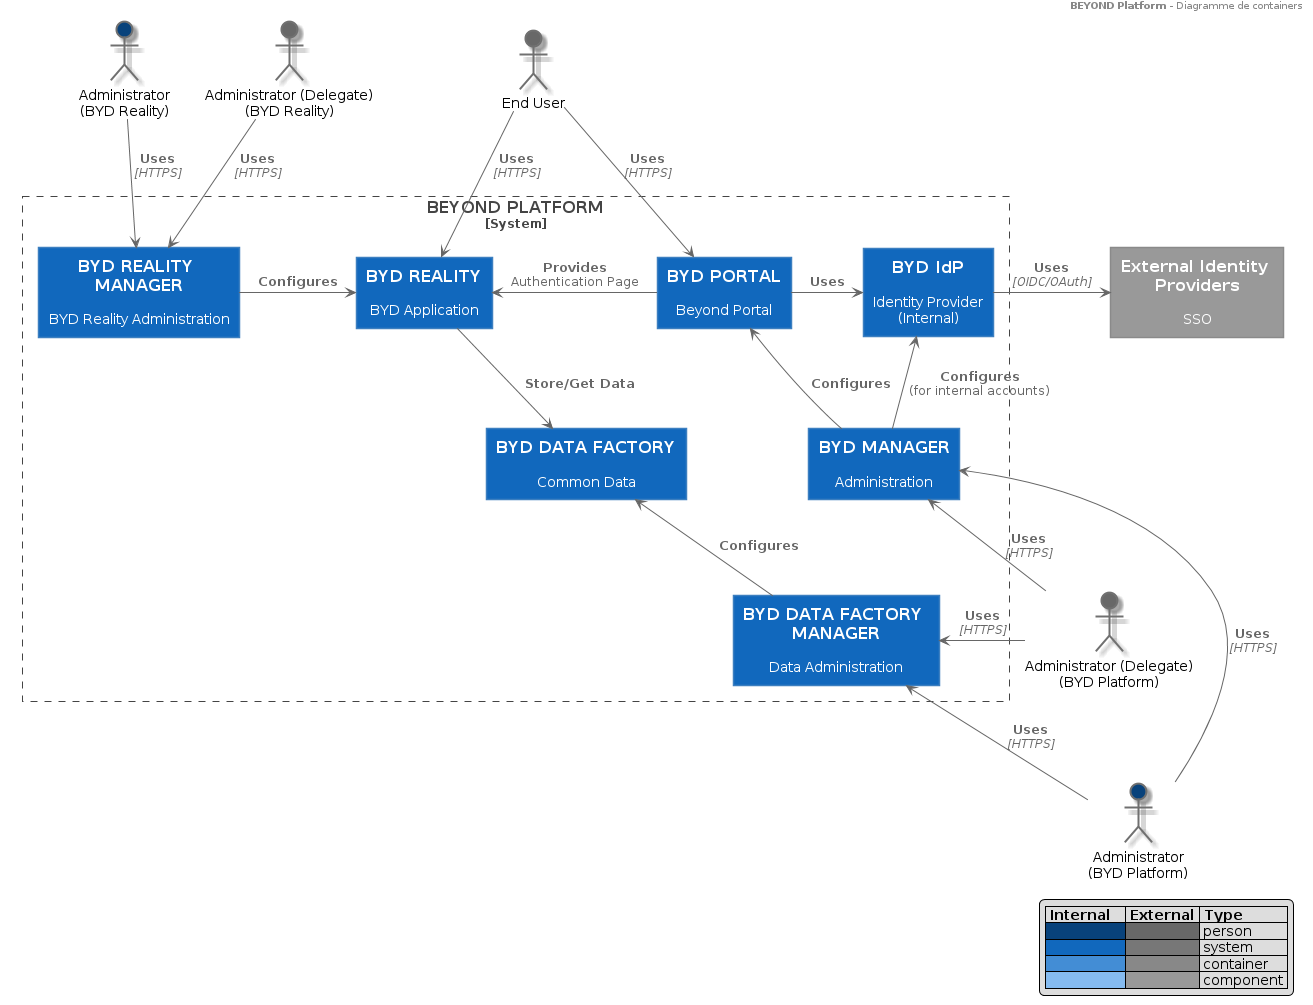 BEYOND Platform - Diagramme de containers
Administrator
(BYD Reality)
Administrator (Delegate)
(BYD Reality)
End User
Uses
[HTTPS]
Uses
[HTTPS]
Uses
[HTTPS]
Uses
[HTTPS]
BEYOND PLATFORM
[System]
BYD REALITY
MANAGER
BYD Reality Administration
Configures
BYD REALITY
BYD Application
Provides
Authentication Page
BYD PORTAL
Beyond Portal
Uses
BYD IdP
Identity Provider
(Internal)
Uses
[OIDC/OAuth]
External Identity
Providers
SSO
Store/Get Data
Configures
Configures
(for internal accounts)
BYD DATA FACTORY
Common Data
BYD MANAGER
Administration
Configures
Uses
[HTTPS]
BYD DATA FACTORY
MANAGER
Data Administration
Uses
[HTTPS]
Administrator (Delegate)
(BYD Platform)
Uses
[HTTPS]
Uses
[HTTPS]
Administrator
(BYD Platform)
Internal External Type
person
system
container
component